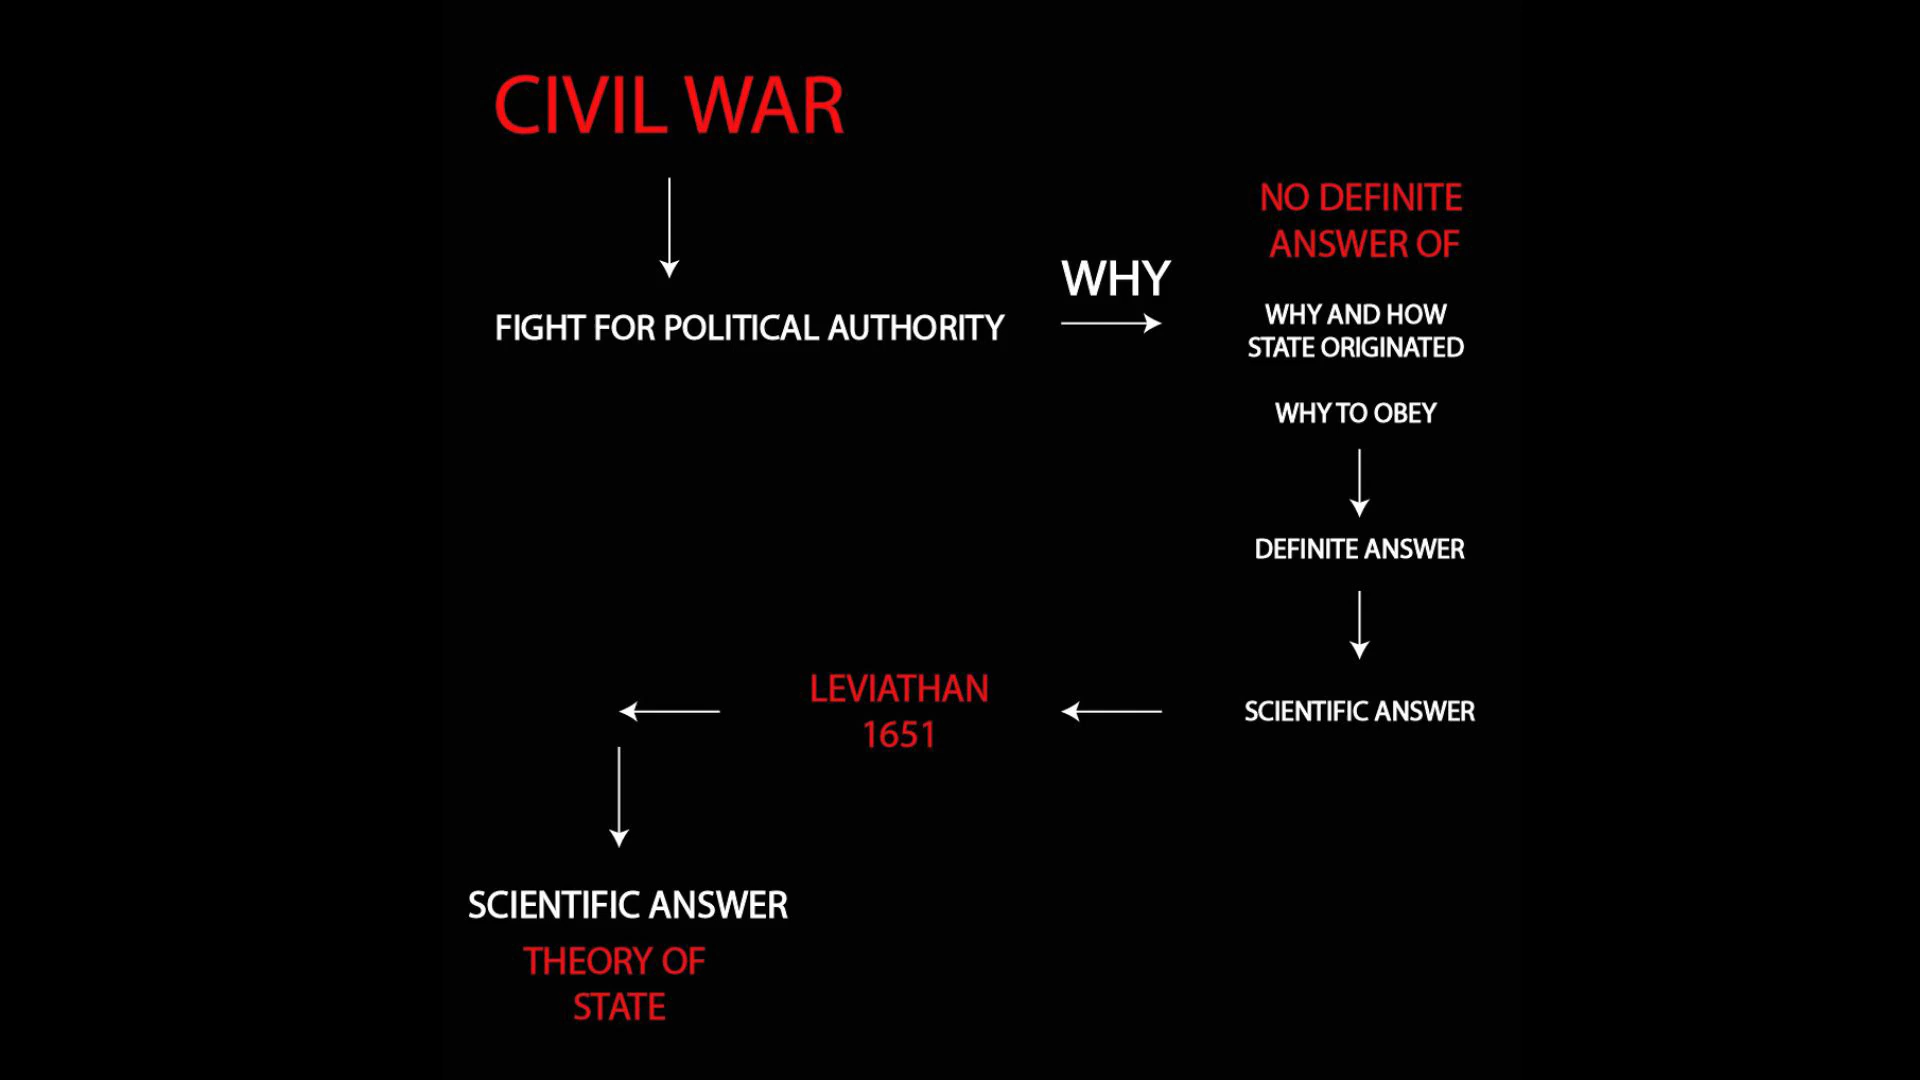 CIVIL WAR
FIGHT FOR POLITICAL AUTHORITY
WHY
NO DEFINITE
ANSWER OF
WHY AND HOW
STATE ORIGINATED
WHY TO OBEY
DEFINITE ANSWER
SCIENTIFIC ANSWER
LEVIATHAN
1651
SCIENTIFIC ANSWER
THEORY OF
STATE